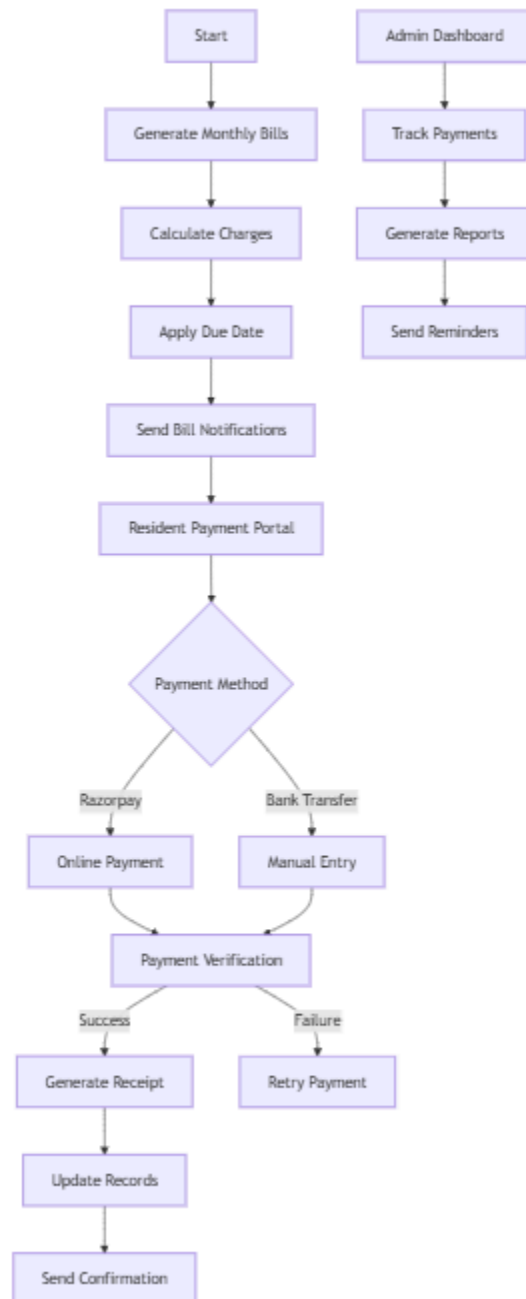 Start
Admin Dashboard
Generate Monthly Bills
Track Payments
Calculate Charges
Generate Reports
Apply Due Date
Send Reminders
Send Bill Notifications
Resident Payment Portal
Payment Method
Razorpay
Bank Transfer
Online Payment
Manual Entry
Payment Verification
Success
Failure
Generate Receipt
Retry Payment
Update Records
Send Confirmation